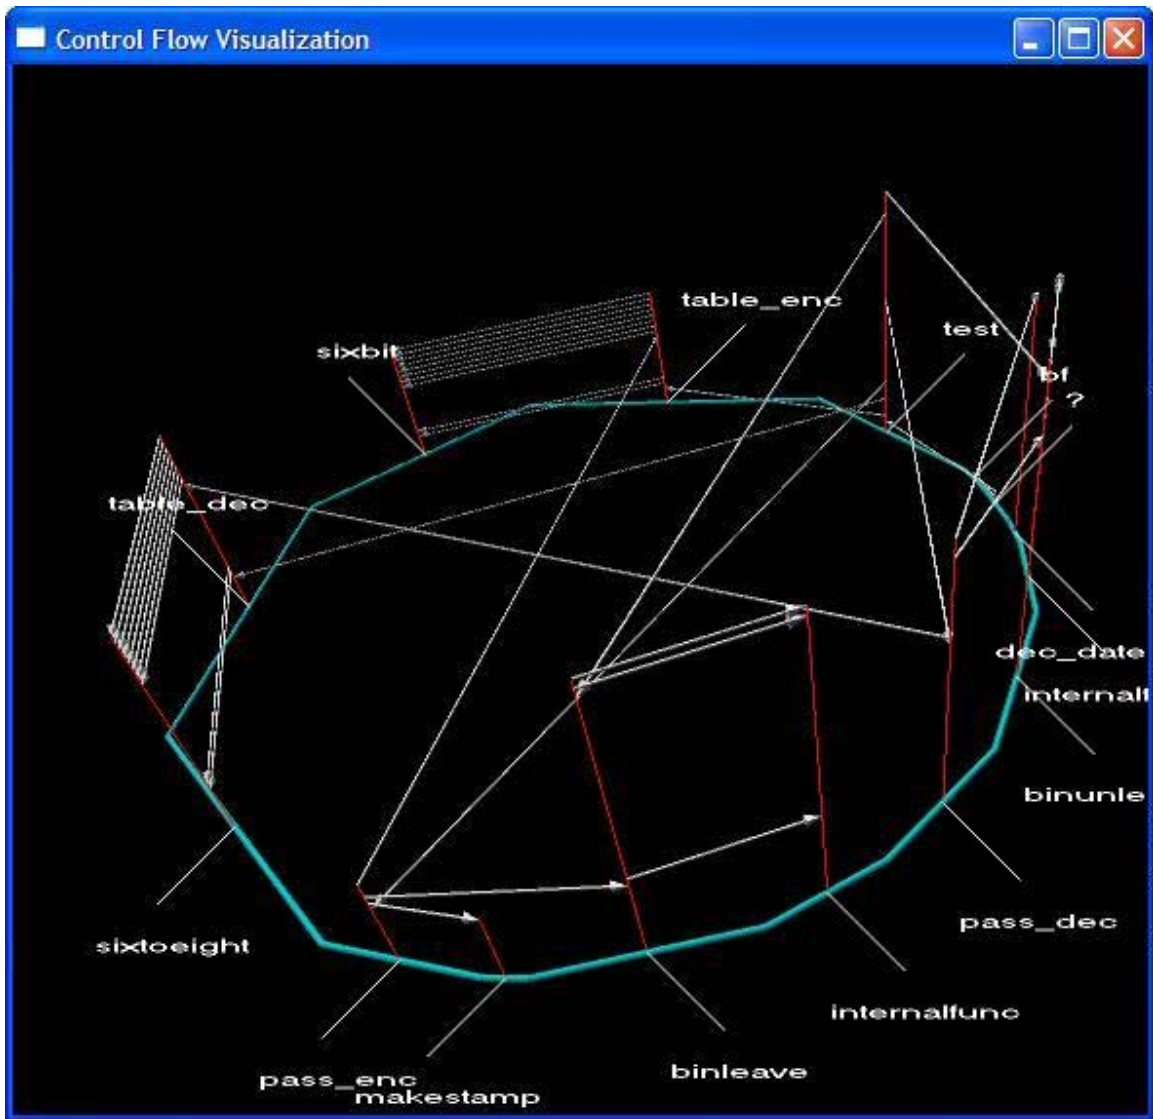 Control Flow Visualization
table_enc
test
sixbit
bf
?
table_dec
dec_date
internalf
binunle
pass_dec
sixtoeight
internalfunc
binleave
pass_enc
makestamp